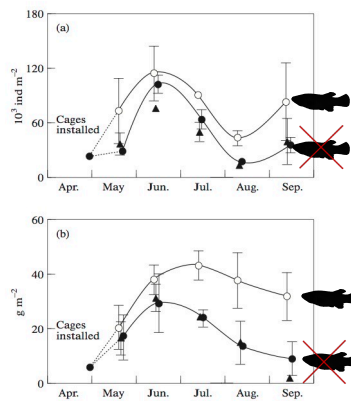 (a)
180
120
60
0
10³ ind m⁻²
Cages
installed
Apr. May Jun. Jul. Aug. Sep.
(b)
60
40
20
0
g m⁻²
Cages
installed
Apr. May Jun. Jul. Aug. Sep.